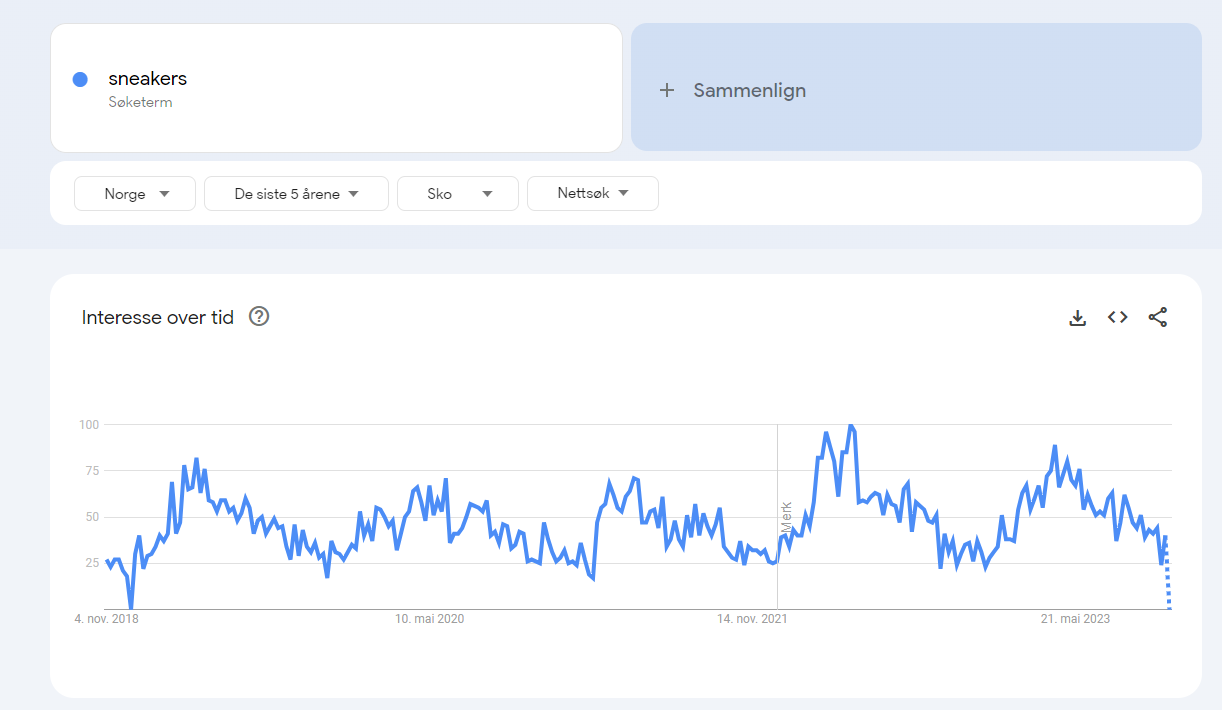 sneakers
Søketerm
+ Sammenlign
Norge
De siste 5 årene
Sko
Nettsøk
Interesse over tid
100
75
50
25
Merk
4. nov. 2018
10. mai 2020
14. nov. 2021
21. mai 2023